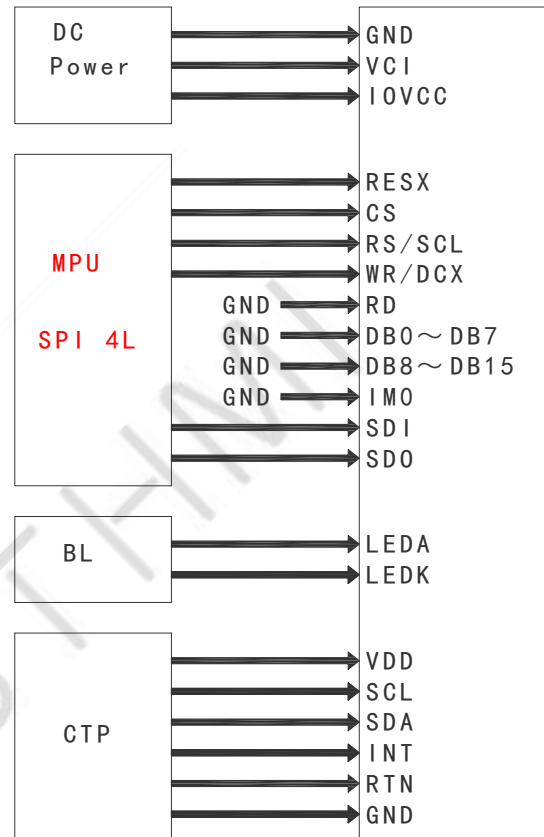 DC
Power
GND
VCI
IOVCC
MPU
SPI 4L
RESX
CS
RS/SCL
WR/DCX
GND RD
GND DB0～DB7
GND DB8～DB15
GND IM0
SDI
SDO
BL
LEDA
LEDK
CTP
VDD
SCL
SDA
INT
RTN
GND